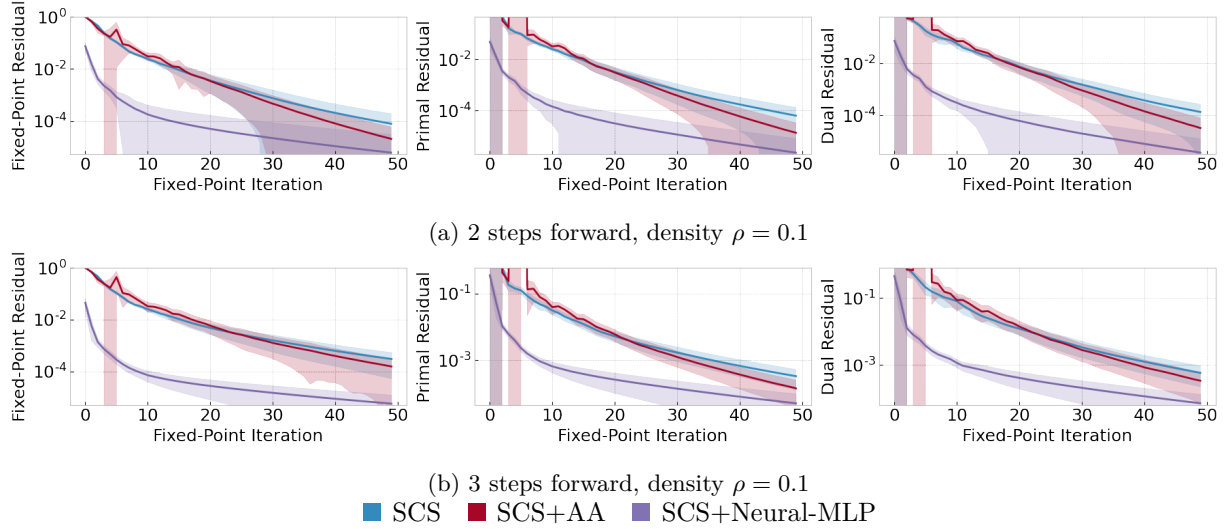 Fixed-Point Residual
10^0
10^-2
10^-4
0 10 20 30 40 50
Fixed-Point Iteration
Primal Residual
10^-2
10^-4
0 10 20 30 40 50
Fixed-Point Iteration
Dual Residual
10^-2
10^-4
0 10 20 30 40 50
Fixed-Point Iteration
(a) 2 steps forward, density ρ = 0.1
Fixed-Point Residual
10^0
10^-2
10^-4
0 10 20 30 40 50
Fixed-Point Iteration
Primal Residual
10^-1
10^-3
0 10 20 30 40 50
Fixed-Point Iteration
Dual Residual
10^-1
10^-3
0 10 20 30 40 50
Fixed-Point Iteration
(b) 3 steps forward, density ρ = 0.1
SCS SCS+AA SCS+Neural-MLP